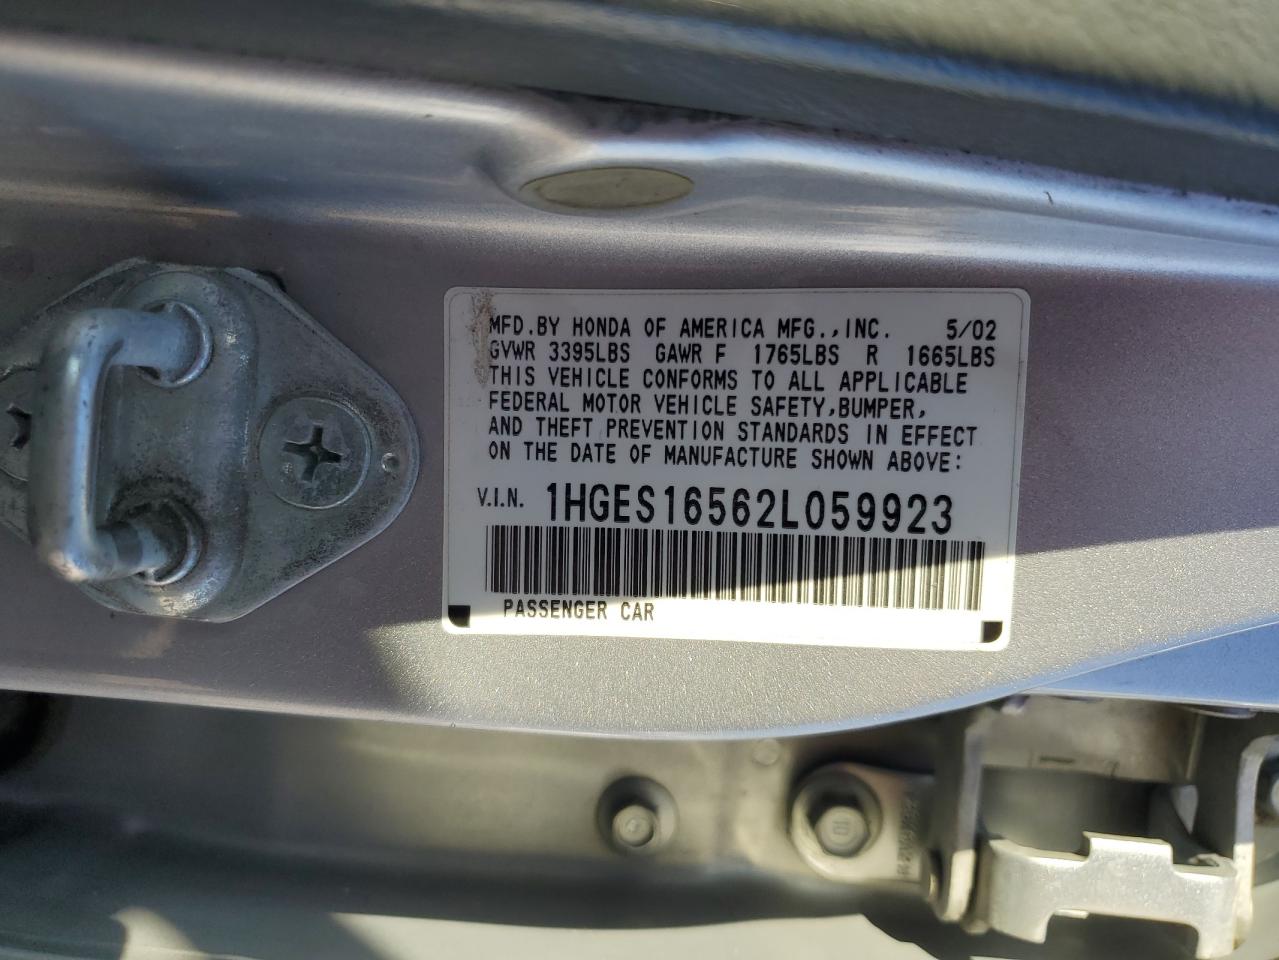 MFD.BY HONDA OF AMERICA MFG.,INC. 5/02
GVWR 3395LBS GAWR F 1765LBS R 1665LBS
THIS VEHICLE CONFORMS TO ALL APPLICABLE
FEDERAL MOTOR VEHICLE SAFETY,BUMPER,
AND THEFT PREVENTION STANDARDS IN EFFECT
ON THE DATE OF MANUFACTURE SHOWN ABOVE:
V.I.N. 1HGES16562L059923
PASSENGER CAR